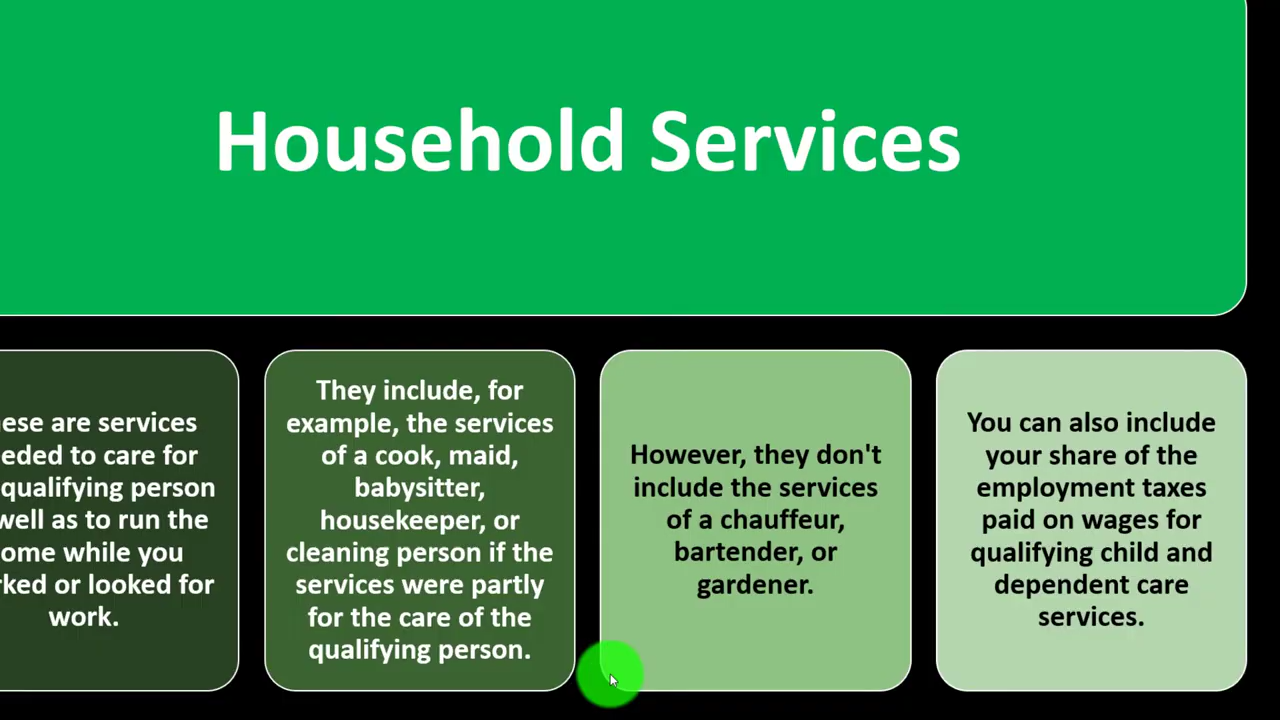 Household Services
ese are services
eded to care for
qualifying person
well as to run the
ome while you
rked or looked for
work.
They include, for
example, the services
of a cook, maid,
babysitter,
housekeeper, or
cleaning person if the
services were partly
for the care of the
qualifying person.
However, they don't
include the services
of a chauffeur,
bartender, or
gardener.
You can also include
your share of the
employment taxes
paid on wages for
qualifying child and
dependent care
services.